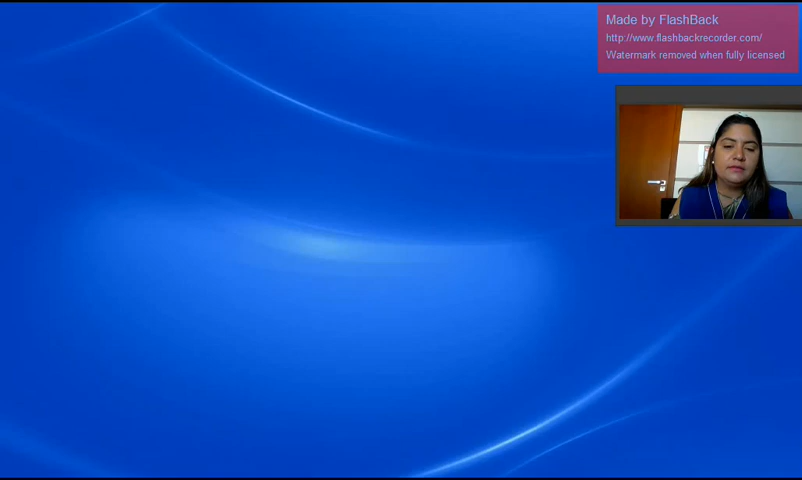 Made by FlashBack
http://www.flashbackrecorder.com/
Watermark removed when fully licensed